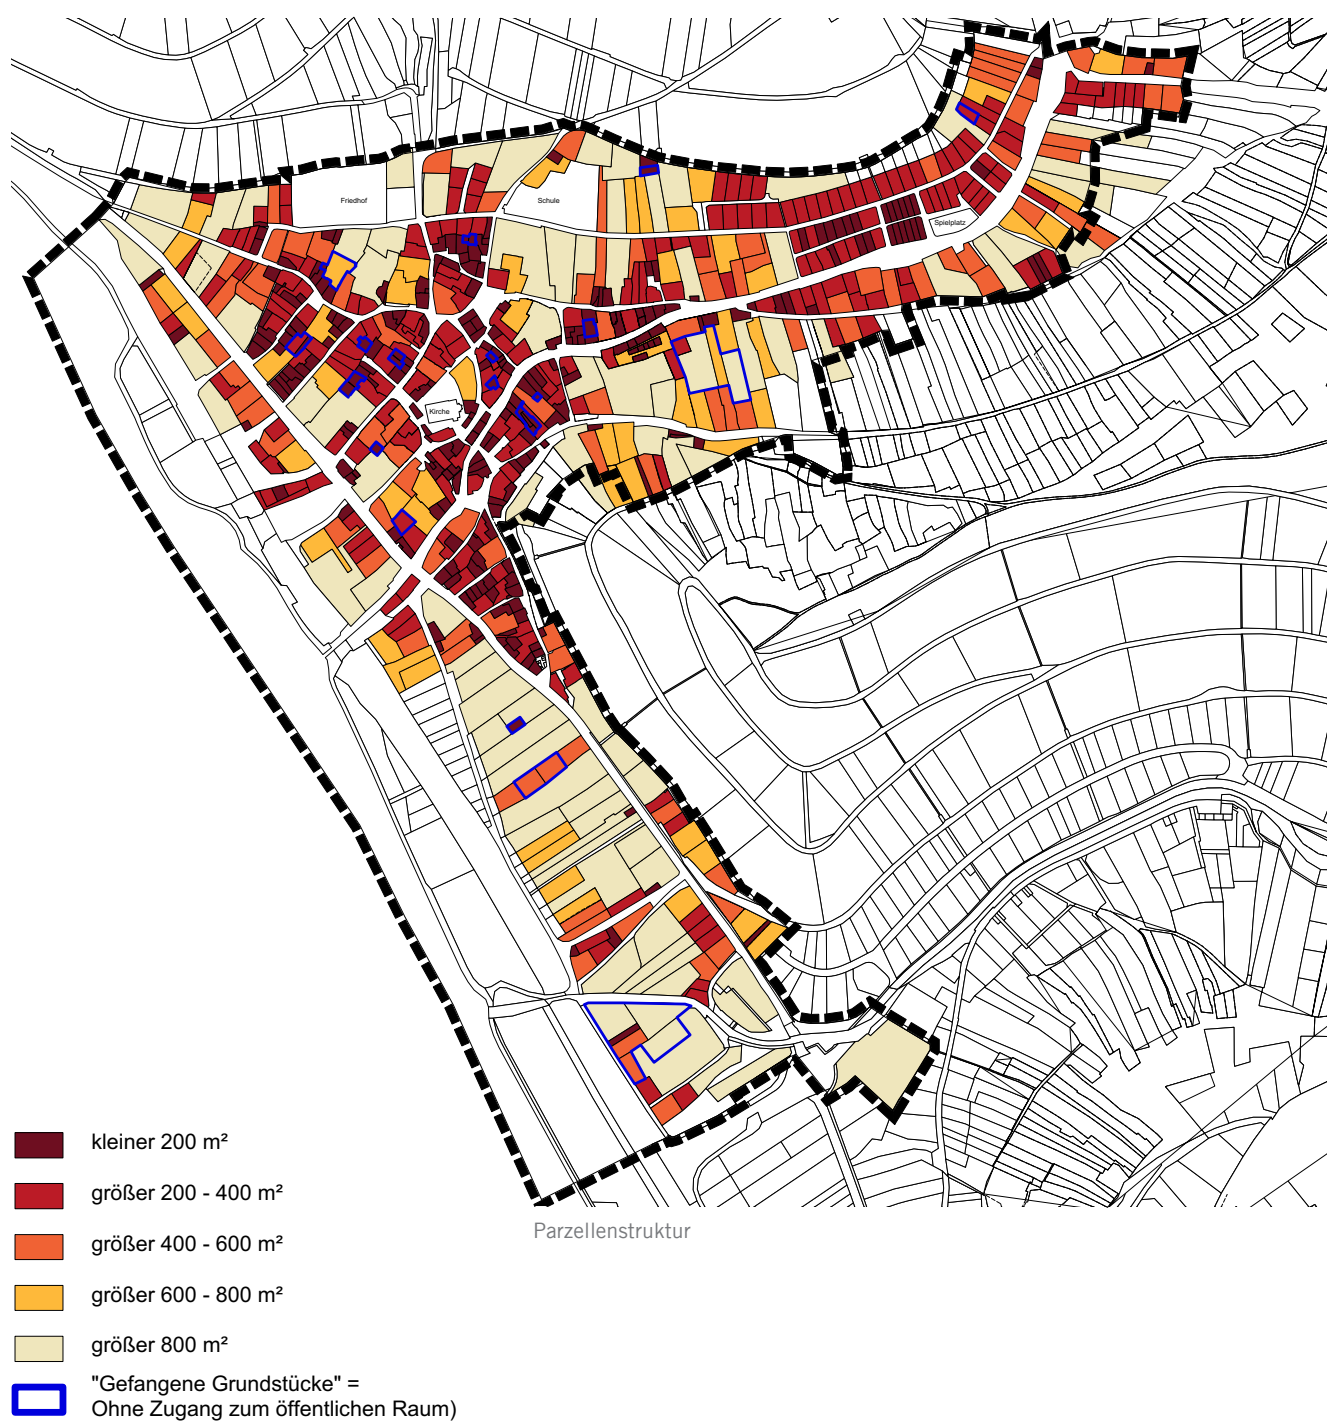 Friedhof
Schule
Spielplatz
Kirche
kleiner 200 m²
größer 200 - 400 m²
Parzellenstruktur
größer 400 - 600 m²
größer 600 - 800 m²
größer 800 m²
"Gefangene Grundstücke" =
Ohne Zugang zum öffentlichen Raum)